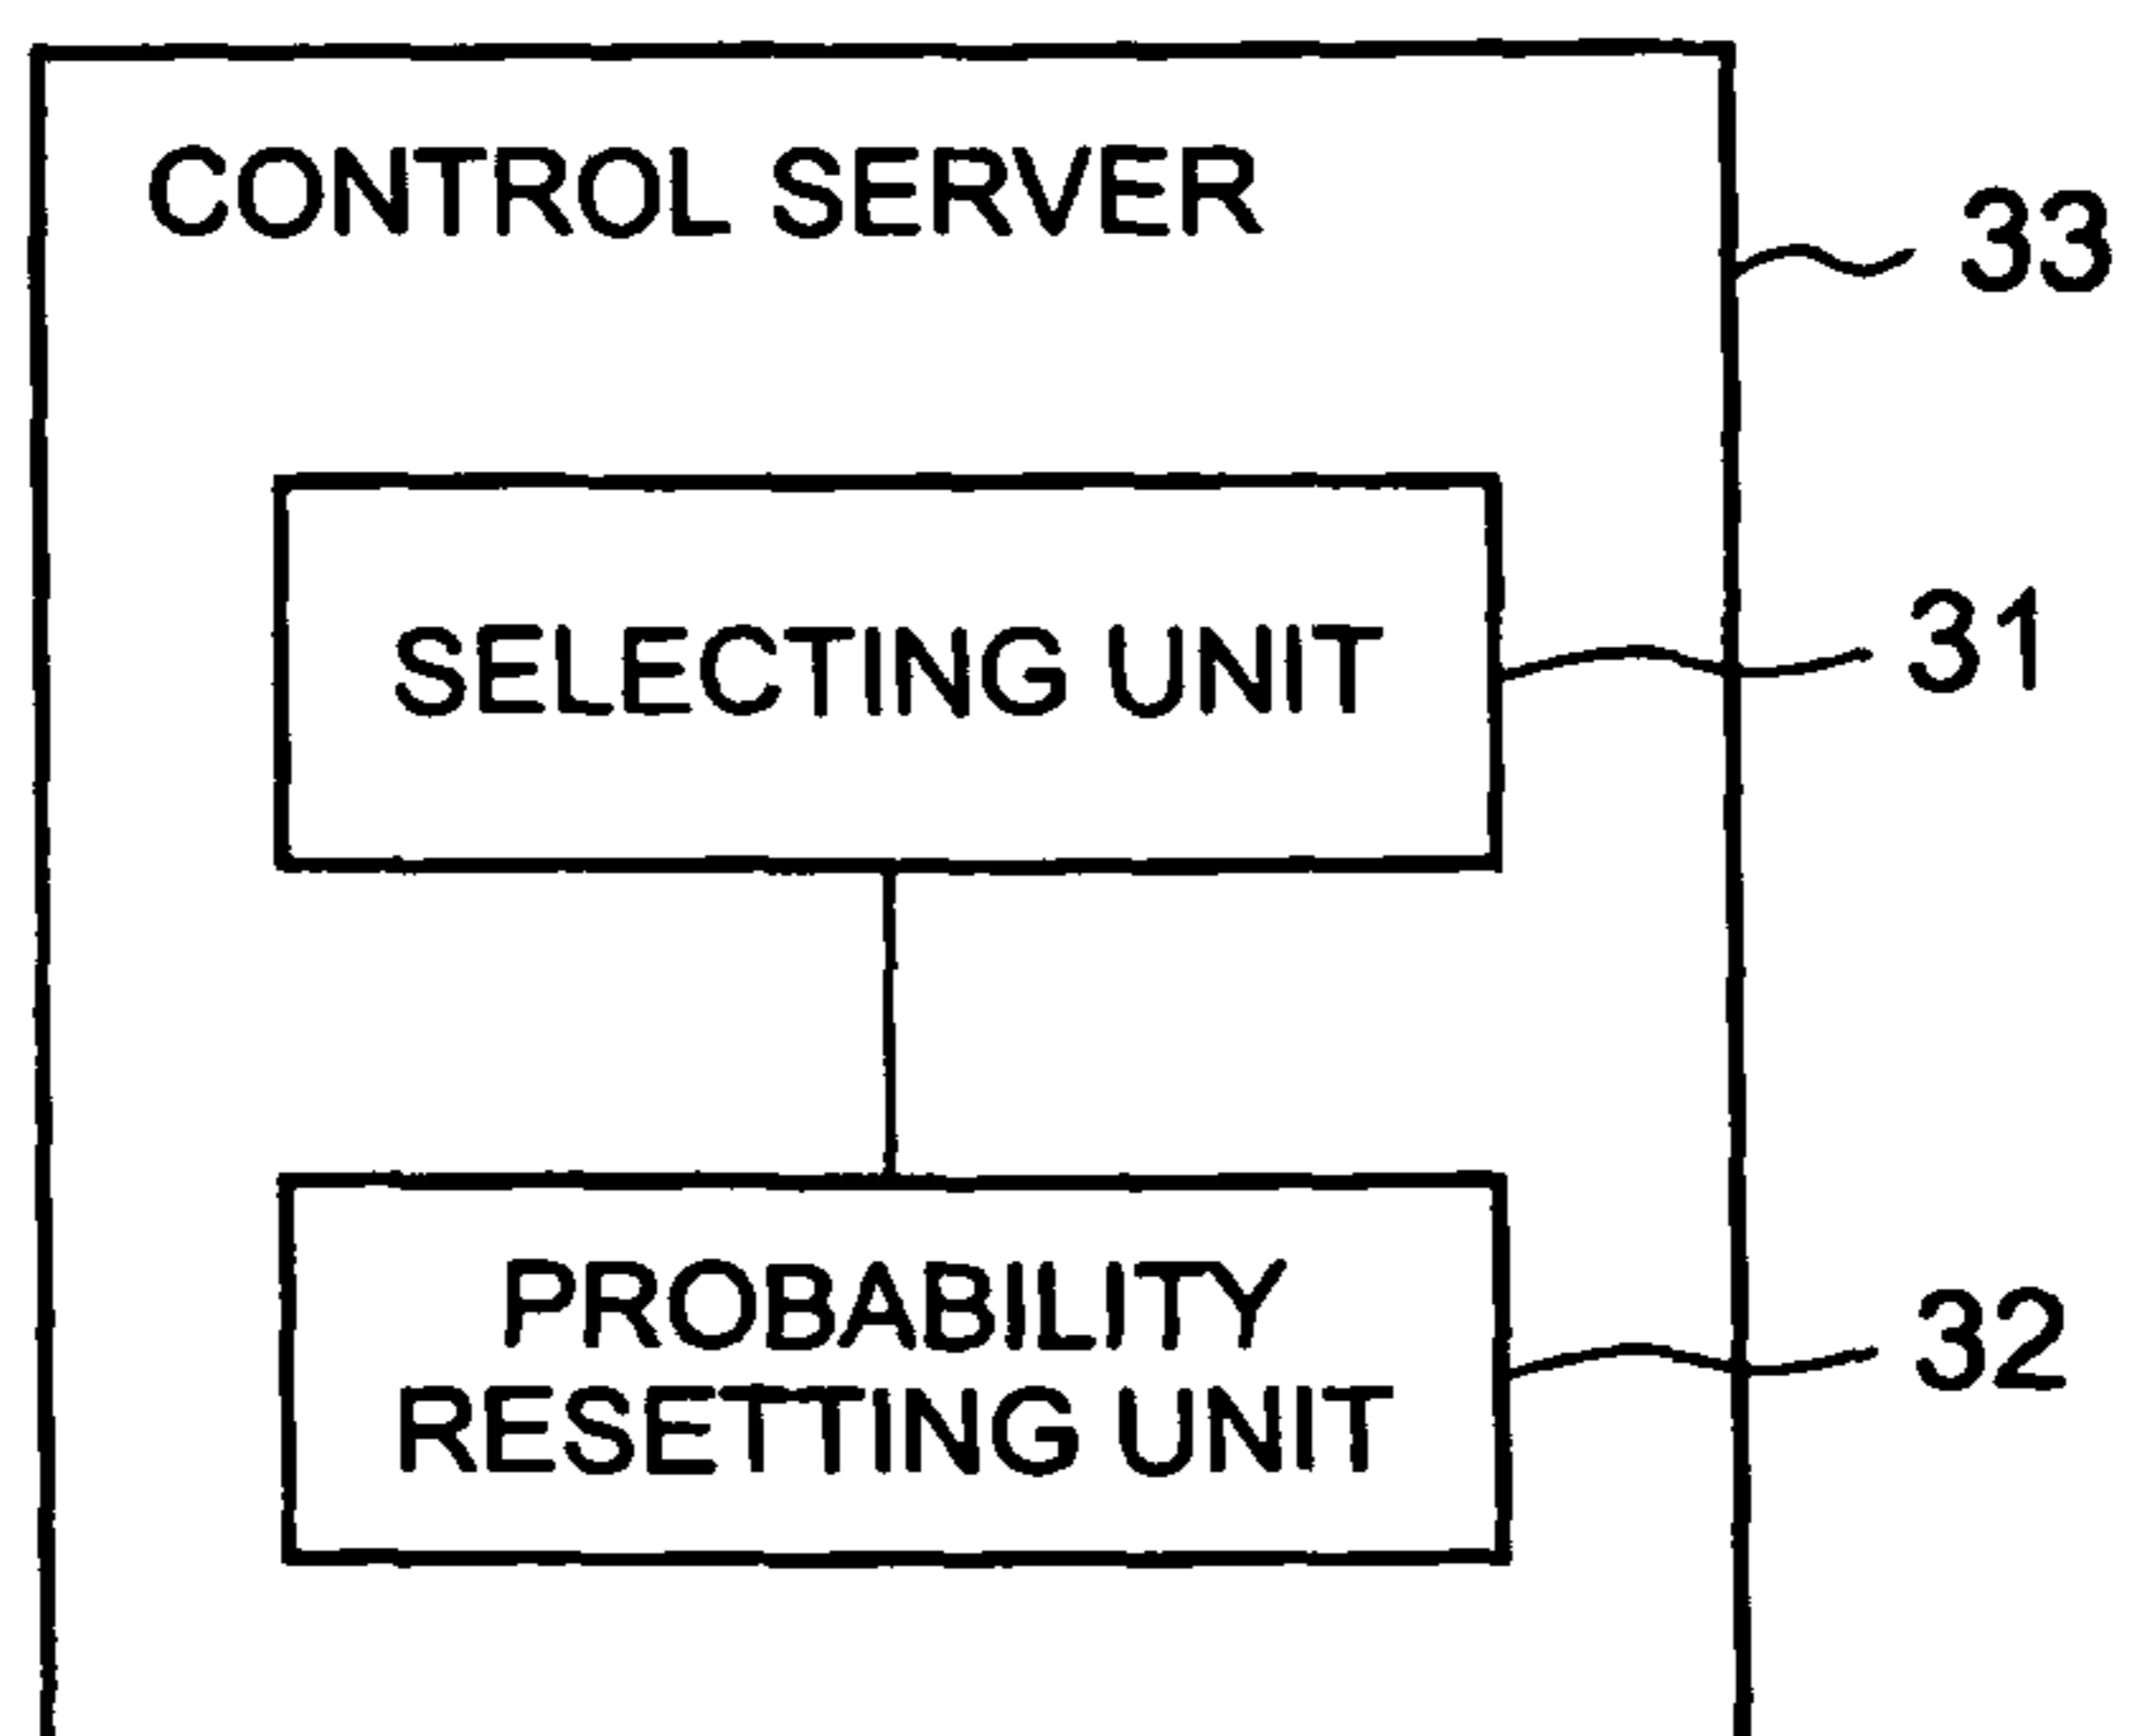 CONTROL SERVER
33
SELECTING UNIT
31
PROBABILITY
RESETTING UNIT
32